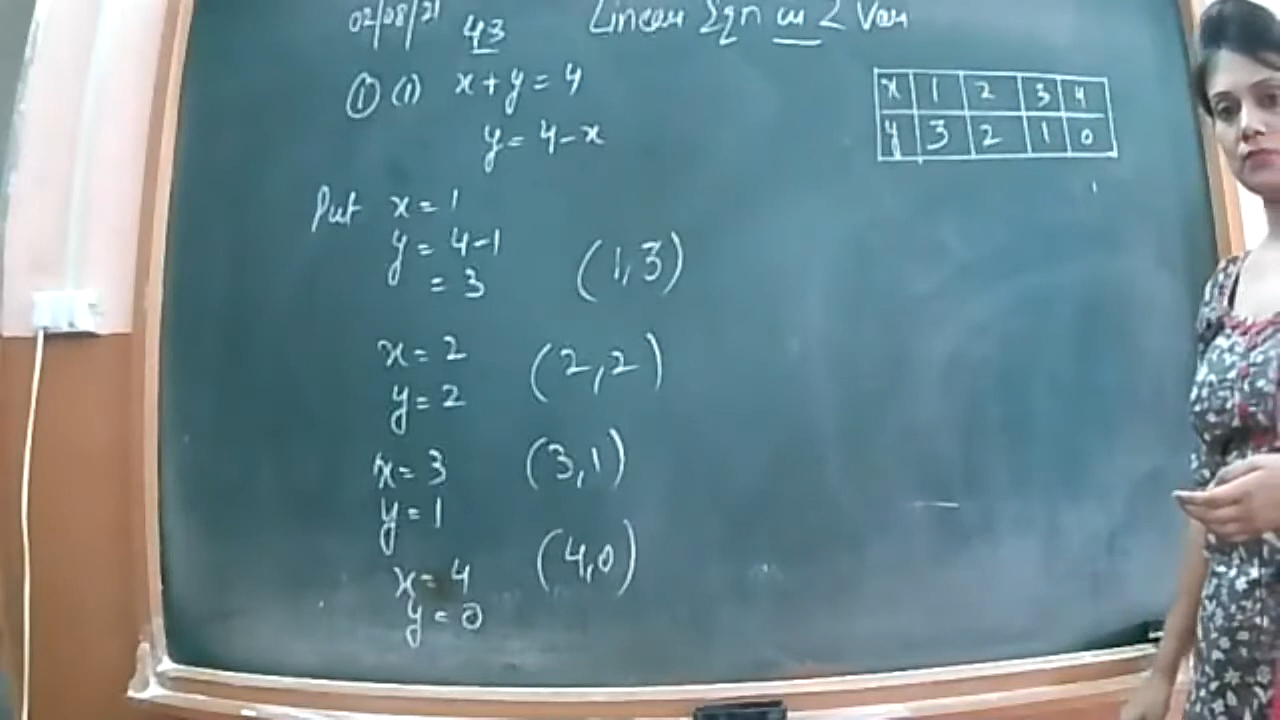 02/08/21 4.3 Linear Eqn in 2 Var
① (i) x + y = 4
y = 4 - x
x 1 2 3 4
y 3 2 1 0
Put x = 1
y = 4-1
= 3 (1,3)
x = 2 (2,2)
y = 2
x = 3 (3,1)
y = 1
x = 4 (4,0)
y = 0